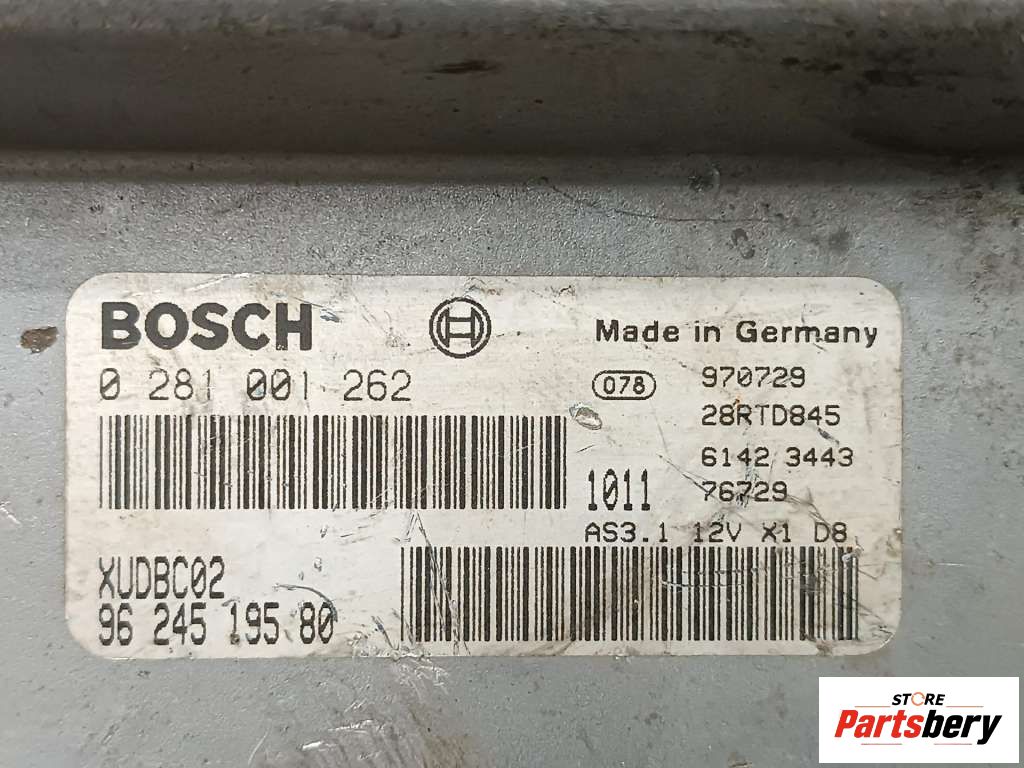 BOSCH
Made in Germany
0 281 001 262
078
970729
28RTD845
6142 3443
1011
76729
AS3.1 12V X1 D8
XUDBC02
96 245 195 80
STORE
Partsbery